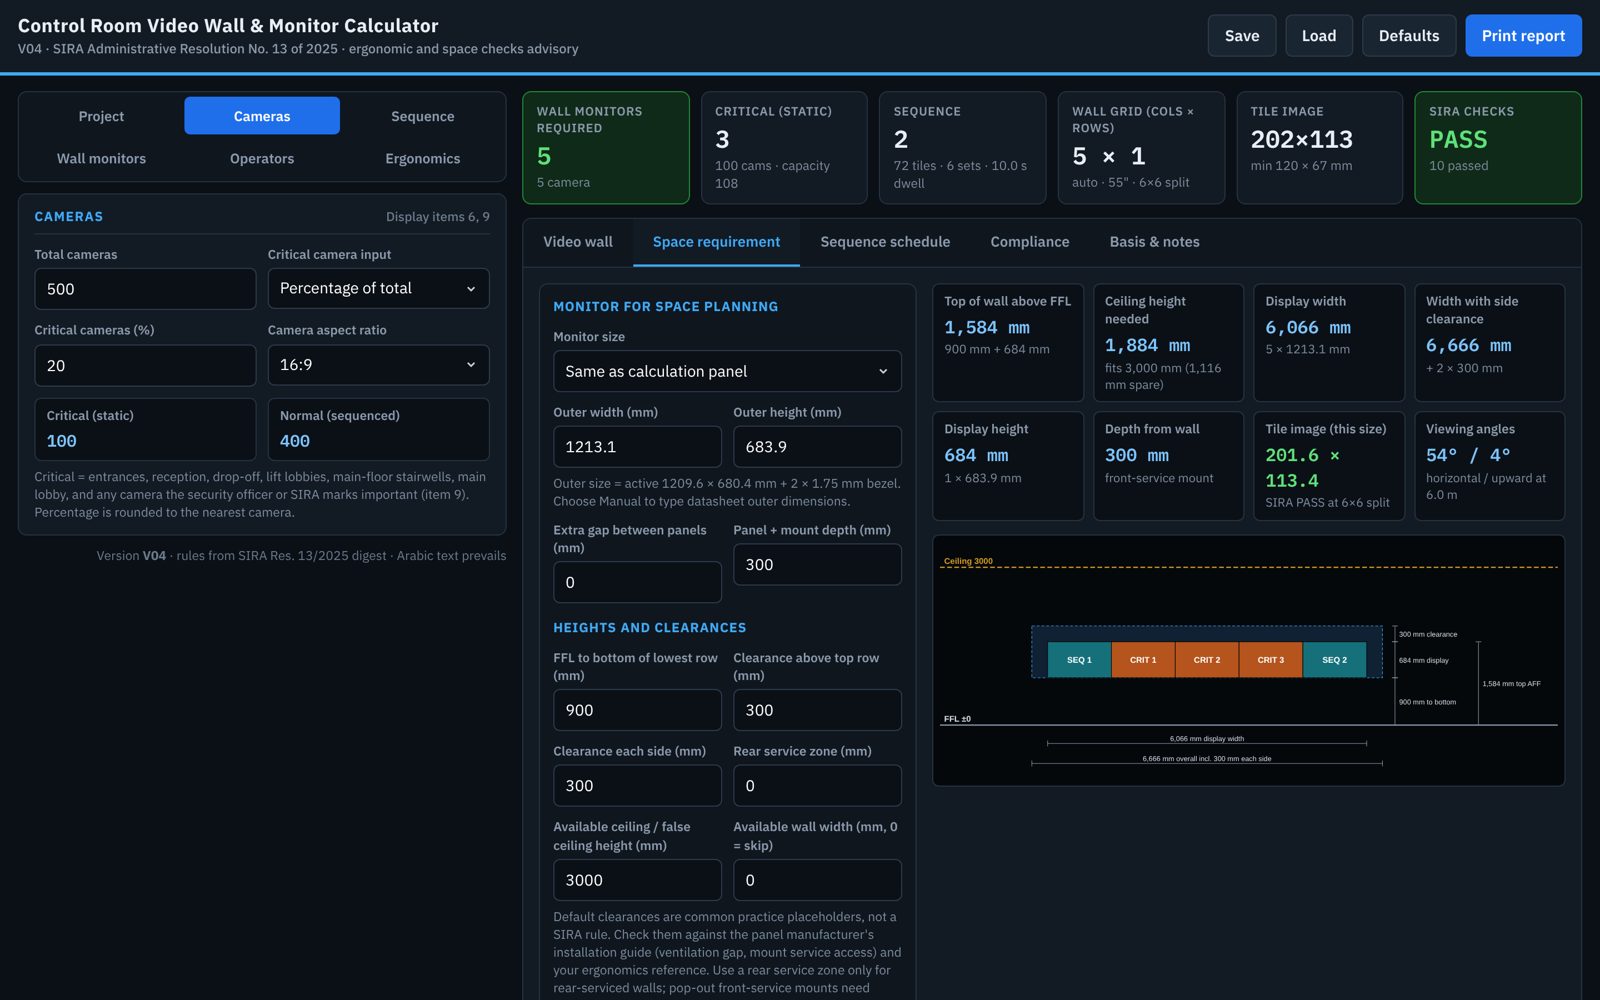 Control Room Video Wall & Monitor Calculator
V04 · SIRA Administrative Resolution No. 13 of 2025 · ergonomic and space checks advisory
Save
Load
Defaults
Print report
Project
Cameras
Sequence
Wall monitors
Operators
Ergonomics
CAMERAS
Display items 6, 9
Total cameras
Critical camera input
500
Percentage of total
Critical cameras (%)
Camera aspect ratio
20
16:9
Critical (static)
100
Normal (sequenced)
400
Critical = entrances, reception, drop-off, lift lobbies, main-floor stairwells, main
lobby, and any camera the security officer or SIRA marks important (item 9).
Percentage is rounded to the nearest camera.
Version V04 · rules from SIRA Res. 13/2025 digest · Arabic text prevails
WALL MONITORS
REQUIRED
5
5 camera
CRITICAL (STATIC)
3
100 cams · capacity
108
SEQUENCE
2
72 tiles · 6 sets · 10.0 s
dwell
WALL GRID (COLS ×
ROWS)
5 × 1
auto · 55" · 6×6 split
TILE IMAGE
202×113
min 120 × 67 mm
SIRA CHECKS
PASS
10 passed
Video wall
Space requirement
Sequence schedule
Compliance
Basis & notes
MONITOR FOR SPACE PLANNING
Monitor size
Same as calculation panel
Outer width (mm)
Outer height (mm)
1213.1
683.9
Outer size = active 1209.6 × 680.4 mm + 2 × 1.75 mm bezel.
Choose Manual to type datasheet outer dimensions.
Extra gap between panels
(mm)
Panel + mount depth (mm)
0
300
HEIGHTS AND CLEARANCES
FFL to bottom of lowest row
(mm)
Clearance above top row
(mm)
900
300
Clearance each side (mm)
Rear service zone (mm)
300
0
Available ceiling / false
ceiling height (mm)
Available wall width (mm, 0
= skip)
3000
0
Default clearances are common practice placeholders, not a
SIRA rule. Check them against the panel manufacturer's
installation guide (ventilation gap, mount service access) and
your ergonomics reference. Use a rear service zone only for
rear-serviced walls; pop-out front-service mounts need
Top of wall above FFL
1,584 mm
900 mm + 684 mm
Ceiling height
needed
1,884 mm
fits 3,000 mm (1,116
mm spare)
Display width
6,066 mm
5 × 1213.1 mm
Width with side
clearance
6,666 mm
+ 2 × 300 mm
Display height
684 mm
1 × 683.9 mm
Depth from wall
300 mm
front-service mount
Tile image (this size)
201.6 ×
113.4
SIRA PASS at 6×6 split
Viewing angles
54° / 4°
horizontal / upward at
6.0 m
Ceiling 3000
SEQ 1
CRIT 1
CRIT 2
CRIT 3
SEQ 2
300 mm clearance
684 mm display
1,584 mm top AFF
900 mm to bottom
FFL ±0
6,066 mm display width
6,666 mm overall incl. 300 mm each side